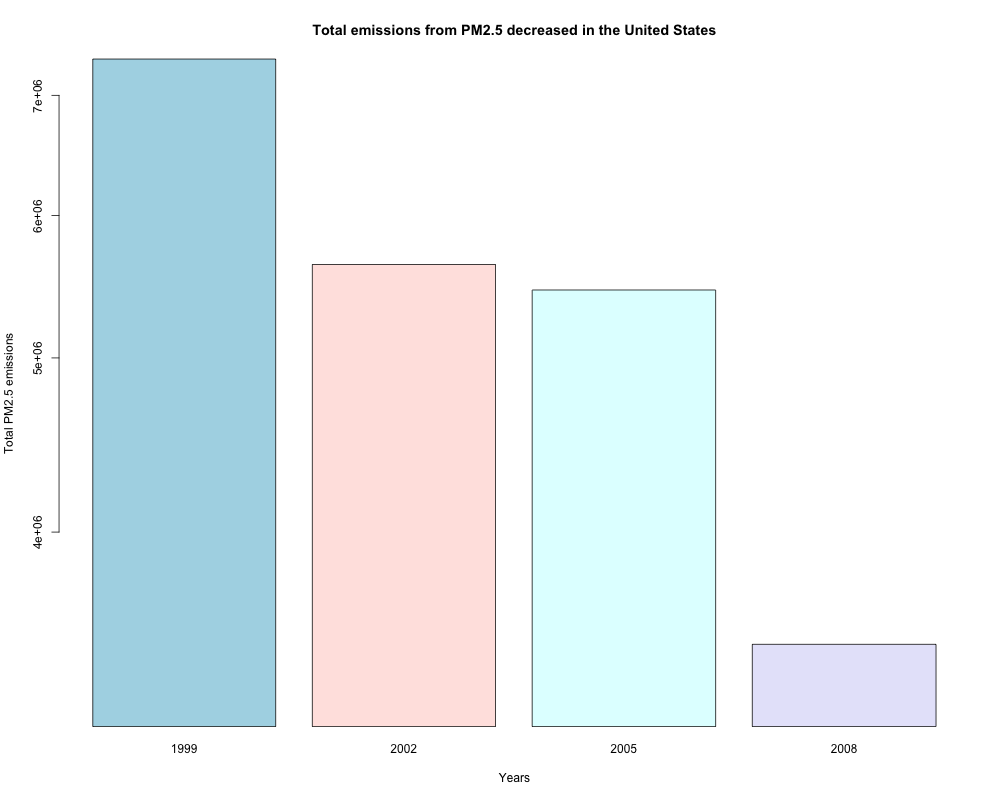 Total emissions from PM2.5 decreased in the United States
7e+06
6e+06
5e+06
4e+06
Total PM2.5 emissions
1999
2002
2005
2008
Years